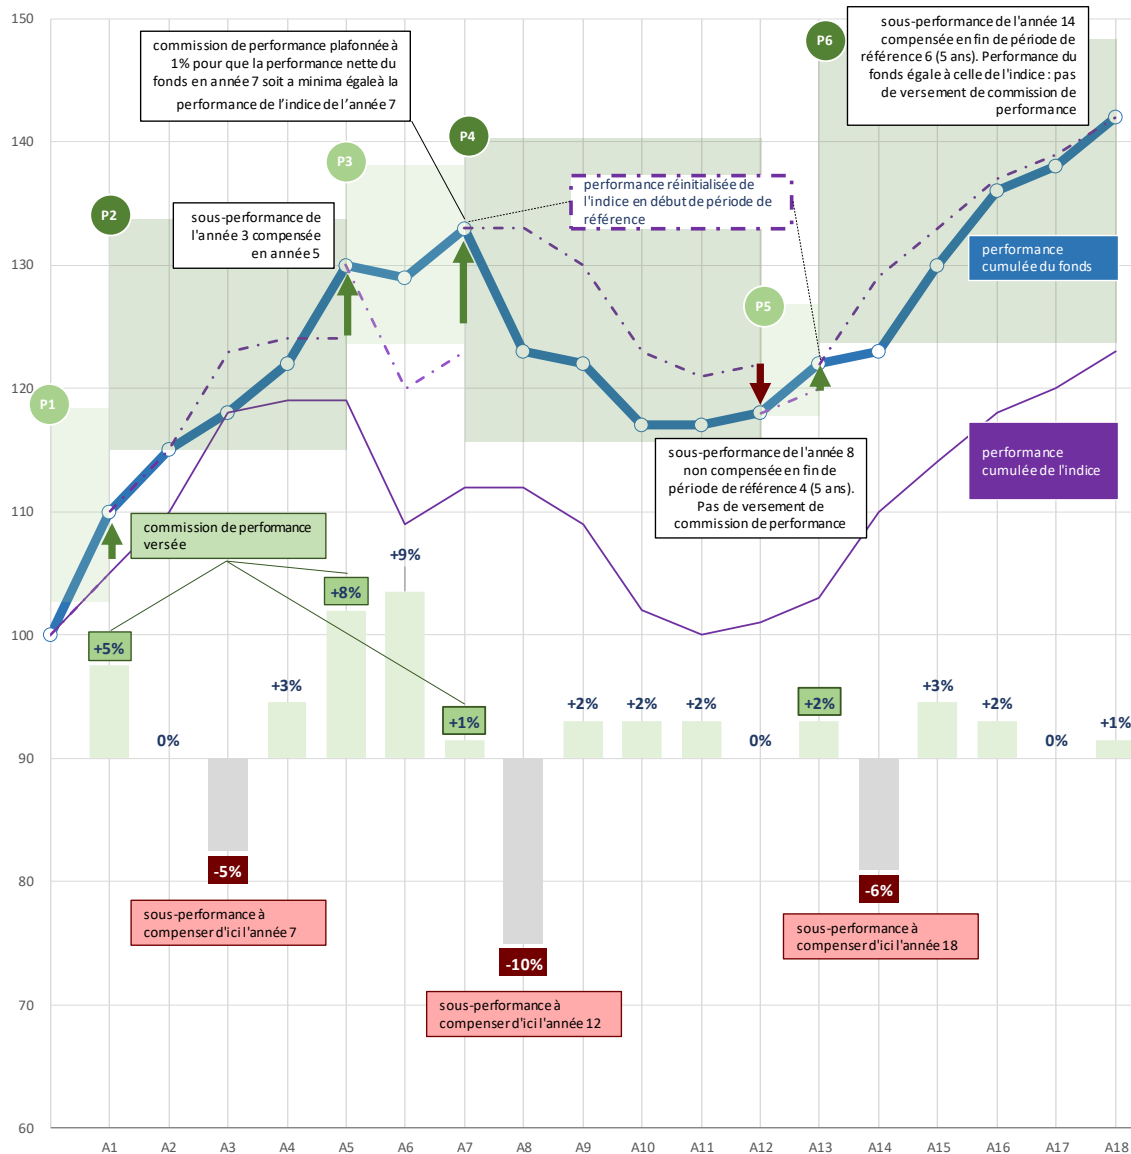 150
140
130
120
110
100
90
80
70
60
commission de performance plafonnée à
1% pour que la performance nette du
fonds en année 7 soit a minima égale à la
performance de l'indice de l'année 7
P6
sous-performance de l'année 14
compensée en fin de période de
référence 6 (5 ans). Performance du
fonds égale à celle de l'indice : pas
de versement de commission de
performance
P4
P3
P2
sous-performance de
l'année 3 compensée
en année 5
performance réinitialisée de
l'indice en début de période de
référence
performance
cumulée du fonds
P5
P1
sous-performance de l'année 8
non compensée en fin de
période de référence 4 (5 ans).
Pas de versement de
commission de performance
performance
cumulée de l'indice
commission de performance
versée
+5%
0%
-5%
+3%
+8%
+9%
+1%
-10%
+2%
+2%
+2%
0%
+2%
-6%
+3%
+2%
0%
+1%
sous-performance à
compenser d'ici l'année 7
sous-performance à
compenser d'ici l'année 12
sous-performance à
compenser d'ici l'année 18
A1 A2 A3 A4 A5 A6 A7 A8 A9 A10 A11 A12 A13 A14 A15 A16 A17 A18